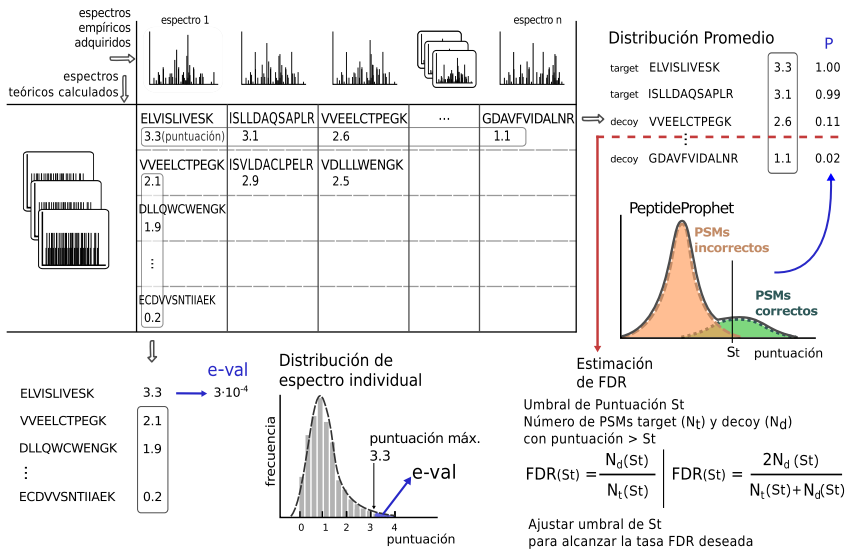 espectros
empíricos
adquiridos
espectro 1
espectro n
espectros
teóricos calculados
ELVISLIVESK ISLLDAQSAPLR VVEELCTPEGK ... GDAVFVIDALNR
3.3(puntuación) 3.1 2.6 1.1
VVEELCTPEGK ISVLDACLPELR VDLLLWENGK
2.1 2.9 2.5
DLLQWCWENGK
1.9
⋮
ECDVVSNTIIAEK
0.2
Distribución Promedio
P
target ELVISLIVESK 3.3 1.00
target ISLLDAQSAPLR 3.1 0.99
decoy VVEELCTPEGK 2.6 0.11
⋮
decoy GDAVFVIDALNR 1.1 0.02
PeptideProphet
PSMs
incorrectos
PSMs
correctos
St
puntuación
e-val
ELVISLIVESK 3.3 3·10⁻⁴
VVEELCTPEGK 2.1
DLLQWCWENGK 1.9
⋮
ECDVVSNTIIAEK 0.2
Distribución de
espectro individual
frecuencia
puntuación máx.
3.3
e-val
0 1 2 3 4
puntuación
Estimación
de FDR
Umbral de Puntuación St
Número de PSMs target (Nt) y decoy (Nd)
con puntuación > St
FDR(St) = Nd(St) / Nt(St) | FDR(St) = 2Nd (St) / Nt(St)+Nd(St)
Ajustar umbral de St
para alcanzar la tasa FDR deseada